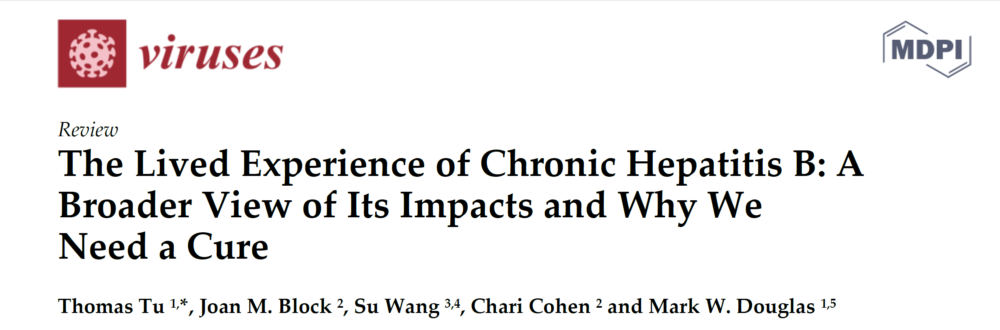 viruses
MDPI
Review
The Lived Experience of Chronic Hepatitis B: A
Broader View of Its Impacts and Why We
Need a Cure
Thomas Tu 1,*, Joan M. Block 2, Su Wang 3,4, Chari Cohen 2 and Mark W. Douglas 1,5